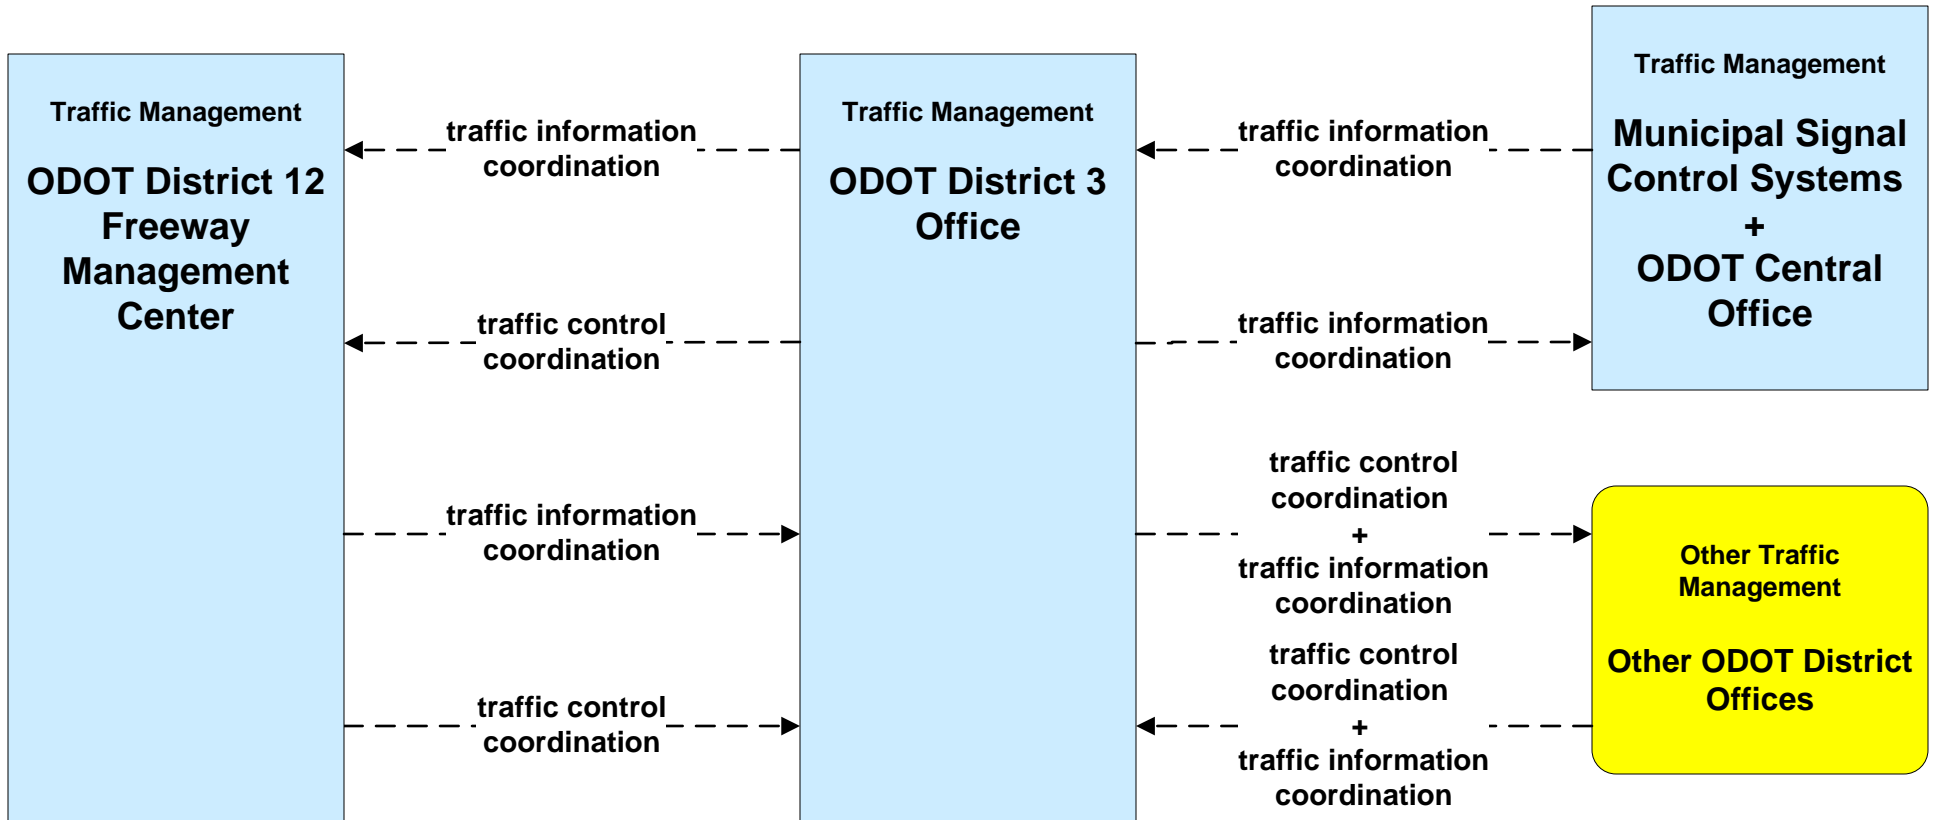 Traffic Management
ODOT District 12
Freeway
Management
Center
traffic information
coordination
traffic control
coordination
traffic information
coordination
traffic control
coordination
Traffic Management
ODOT District 3
Office
traffic information
coordination
traffic information
coordination
traffic control
coordination
+
traffic information
coordination
traffic control
coordination
+
traffic information
coordination
Traffic Management
Municipal Signal
Control Systems
+
ODOT Central
Office
Other Traffic
Management
Other ODOT District
Offices